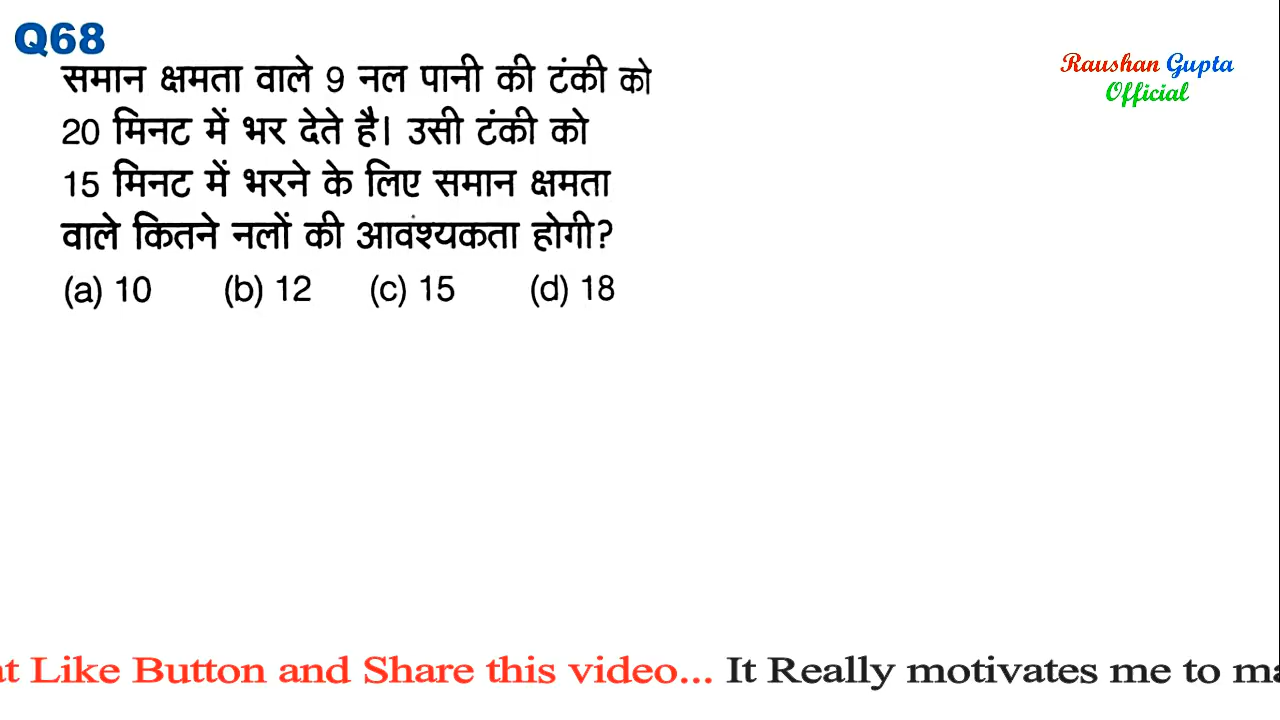 Q68
समान क्षमता वाले 9 नल पानी की टंकी को
20 मिनट में भर देते है। उसी टंकी को
15 मिनट में भरने के लिए समान क्षमता
वाले कितने नलों की आवंश्यकता होगी?
(a) 10 (b) 12 (c) 15 (d) 18
Raushan Gupta
Official
Like Button and Share this video... It Really motivates me to